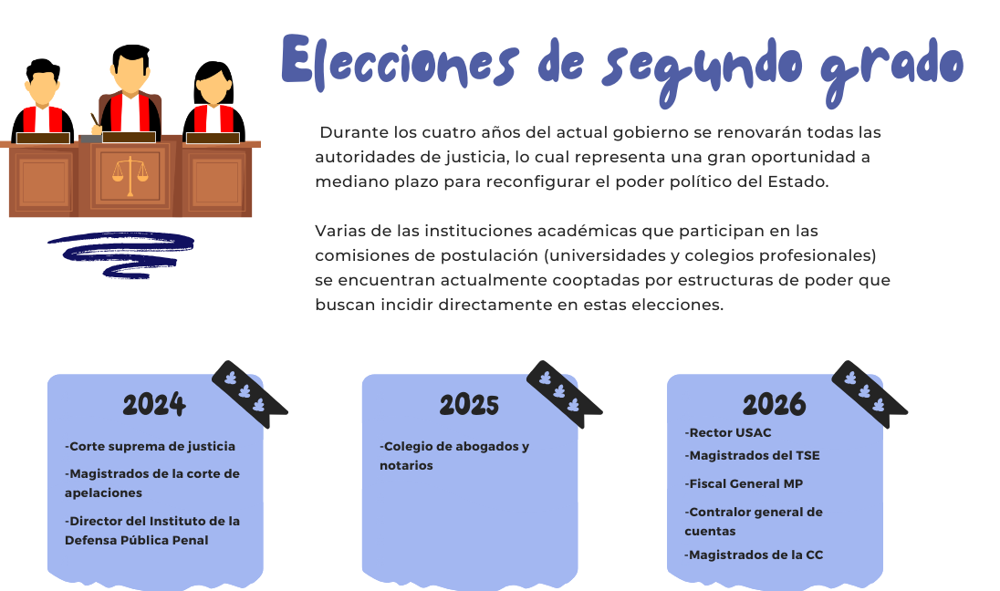 Elecciones de segundo grado
Durante los cuatro años del actual gobierno se renovarán todas las
autoridades de justicia, lo cual representa una gran oportunidad a
mediano plazo para reconfigurar el poder político del Estado.
Varias de las instituciones académicas que participan en las
comisiones de postulación (universidades y colegios profesionales)
se encuentran actualmente cooptadas por estructuras de poder que
buscan incidir directamente en estas elecciones.
2024
-Corte suprema de justicia
-Magistrados de la corte de
apelaciones
-Director del Instituto de la
Defensa Pública Penal
2025
-Colegio de abogados y
notarios
2026
-Rector USAC
-Magistrados del TSE
-Fiscal General MP
-Contralor general de
cuentas
-Magistrados de la CC